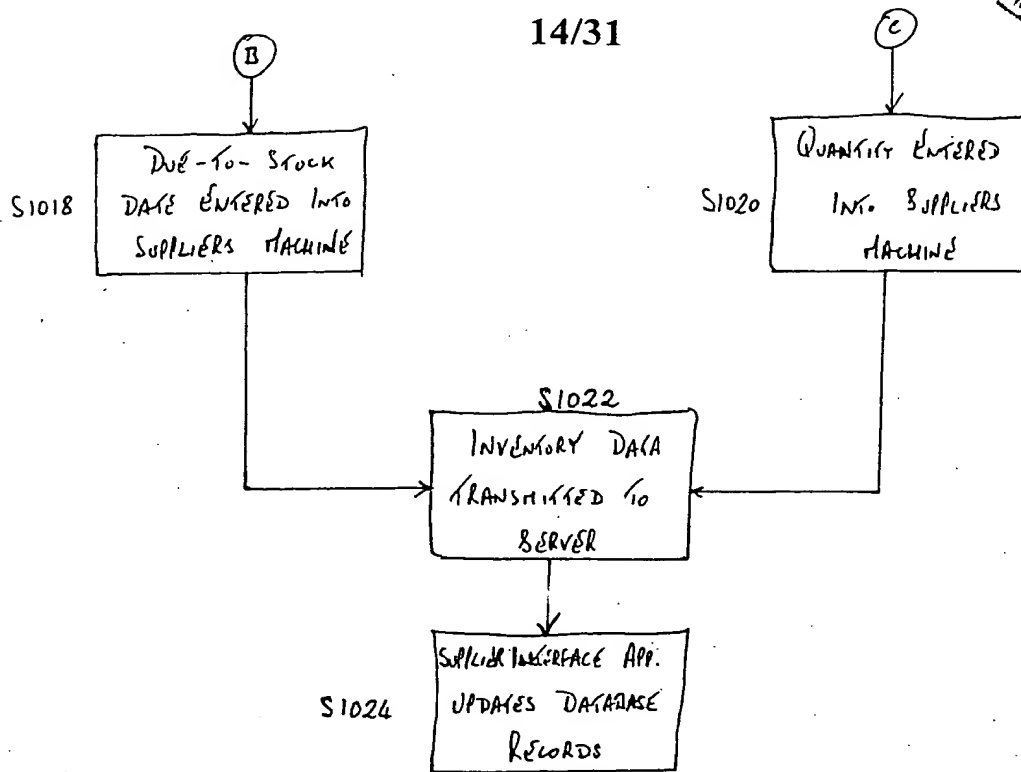 14/31
B
C
DUE-TO-STOCK
DATE ENTERED INTO
SUPPLIERS MACHINE
S1018
QUANTITY ENTERED
INTO SUPPLIERS
MACHINE
S1020
S1022
INVENTORY DATA
TRANSMITTED TO
SERVER
SUPPLIER INTERFACE APP.
UPDATES DATABASE
RECORDS
S1024